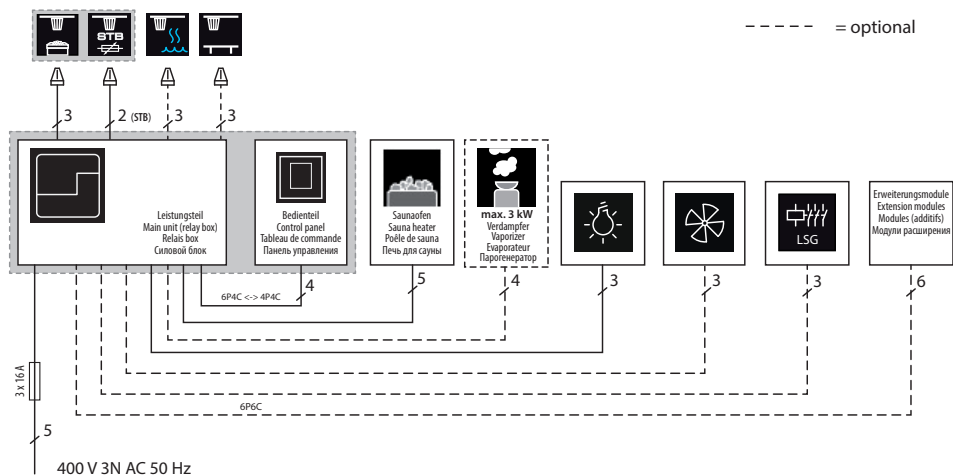 = optional
STB
3
2 (STB)
3
3
Leistungsteil
Main unit (relay box)
Relais box
Силовой блок
Bedienteil
Control panel
Tableau de commande
Панель управления
Saunaofen
Sauna heater
Poêle de sauna
Печь для сауны
max. 3 kW
Verdampfer
Vaporizer
Evaporateur
Парогенератор
LSG
Erweiterungsmodule
Extension modules
Modules (additifs)
Модули расширения
6P4C <-> 4P4C
4
5
4
3
3
3
6
3 x 16 A
6P6C
5
400 V 3N AC 50 Hz